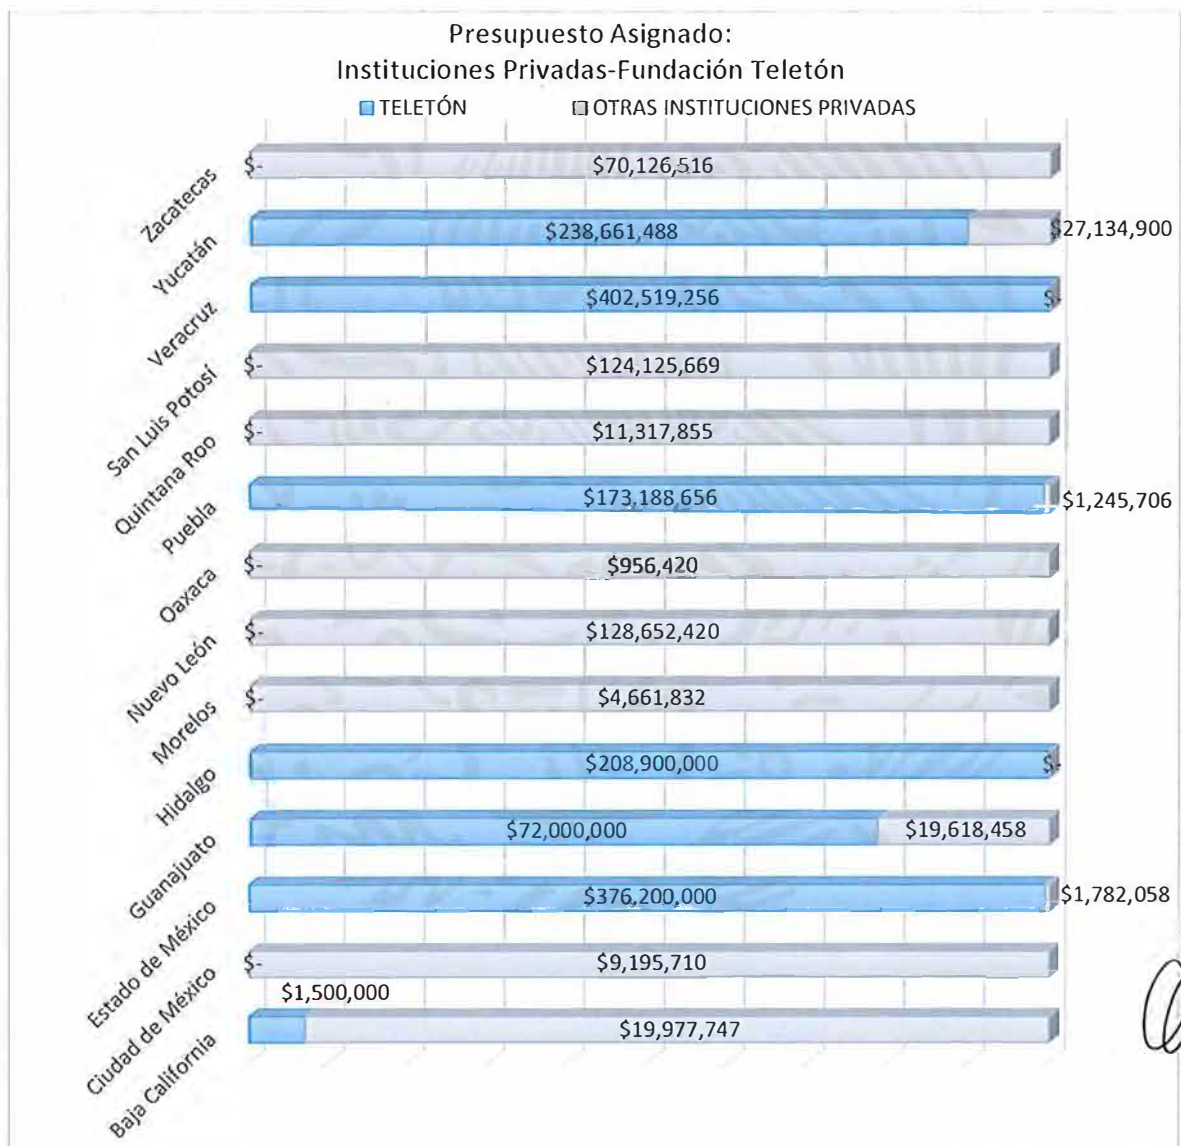 Presupuesto Asignado:
Instituciones Privadas-Fundación Teletón
TELETÓN OTRAS INSTITUCIONES PRIVADAS
Zacatecas $- $70,126,516
Yucatán $238,661,488 $27,134,900
Veracruz $402,519,256 $-
San Luis Potosí $- $124,125,669
Quintana Roo $- $11,317,855
Puebla $173,188,656 $1,245,706
Oaxaca $- $956,420
Nuevo León $- $128,652,420
Morelos $- $4,661,832
Hidalgo $208,900,000 $-
Guanajuato $72,000,000 $19,618,458
Estado de México $376,200,000 $1,782,058
Ciudad de México $- $9,195,710
Baja California $1,500,000 $19,977,747